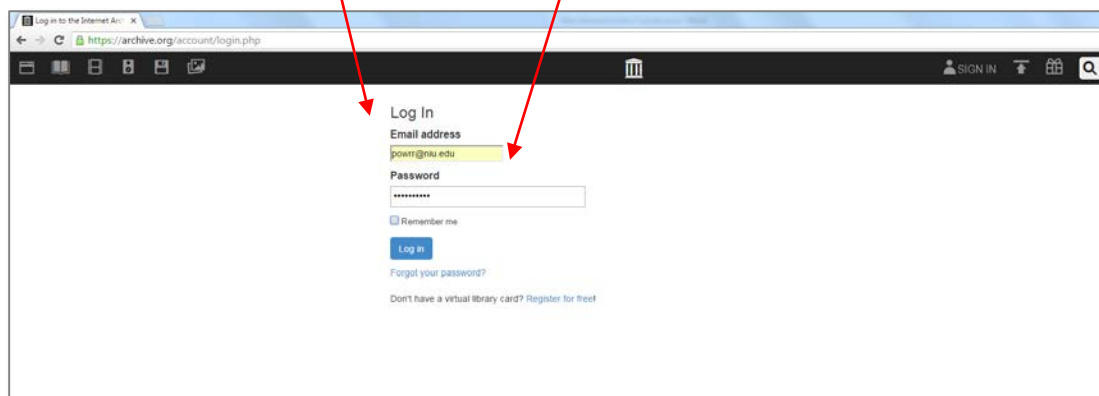 Log in to the Internet Arc
https://archive.org/account/login.php
SIGN IN
Log In
Email address
powrr@niu.edu
Password
••••••••••
Remember me
Log in
Forgot your password?
Don't have a virtual library card? Register for free!